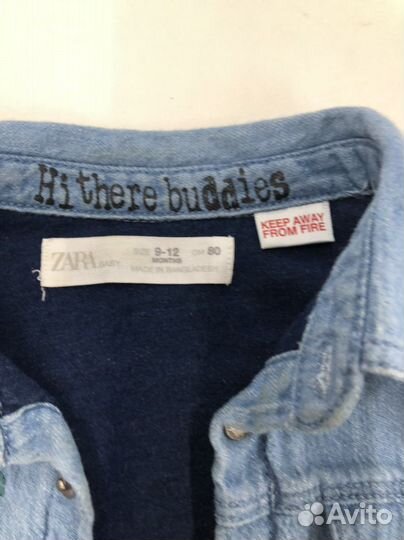 Hi there buddies
KEEP AWAY
FROM FIRE
ZARA BABY
SIZE 9-12 CM 80
MONTHS
MADE IN BANGLADESH
Avito